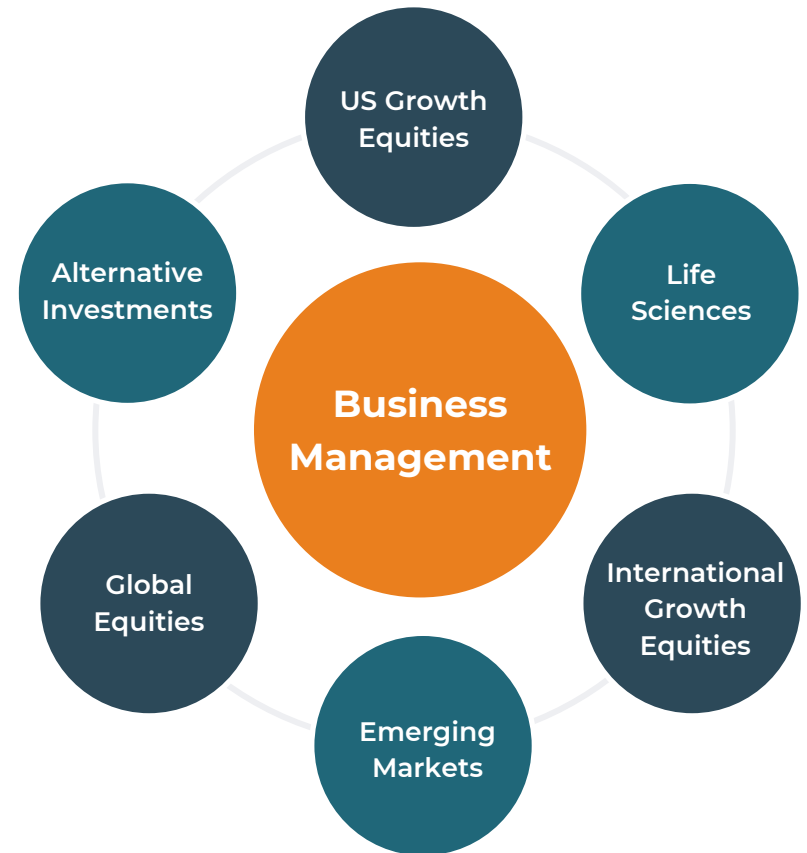 US Growth
Equities
Alternative
Investments
Life
Sciences
Business
Management
Global
Equities
International
Growth
Equities
Emerging
Markets